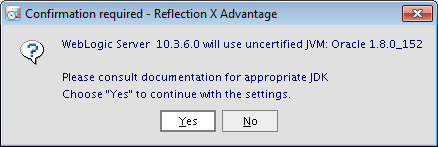 Confirmation required - Reflection X Advantage
WebLogic Server  10.3.6.0 will use uncertified JVM: Oracle 1.8.0_152
Please consult documentation for appropriate JDK
Choose "Yes" to continue with the settings.
Yes
No